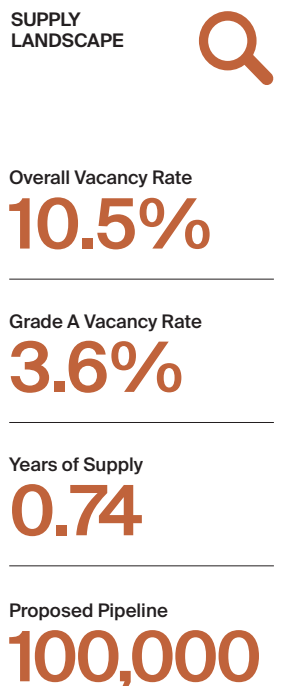 SUPPLY
LANDSCAPE
Overall Vacancy Rate
10.5%
Grade A Vacancy Rate
3.6%
Years of Supply
0.74
Proposed Pipeline
100,000